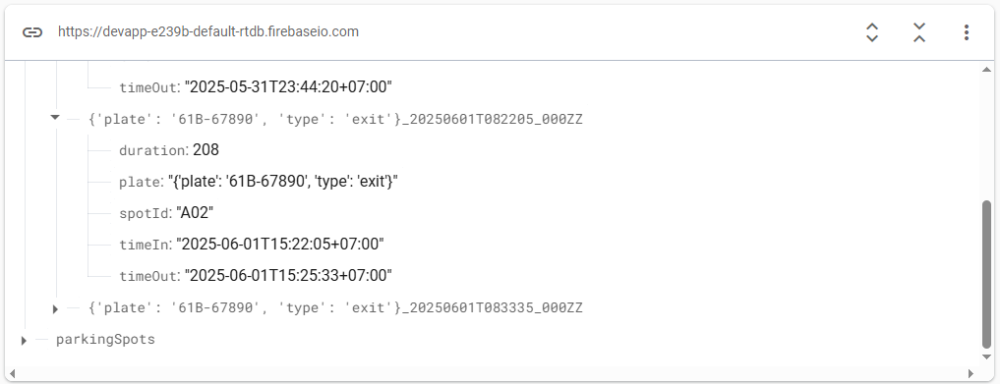 https://devapp-e239b-default-rtdb.firebaseio.com
timeOut: "2025-05-31T23:44:20+07:00"
{'plate': '61B-67890', 'type': 'exit'}_20250601T082205_000ZZ
duration: 208
plate: "{'plate': '61B-67890', 'type': 'exit'}"
spotId: "A02"
timeIn: "2025-06-01T15:22:05+07:00"
timeOut: "2025-06-01T15:25:33+07:00"
{'plate': '61B-67890', 'type': 'exit'}_20250601T083335_000ZZ
parkingSpots